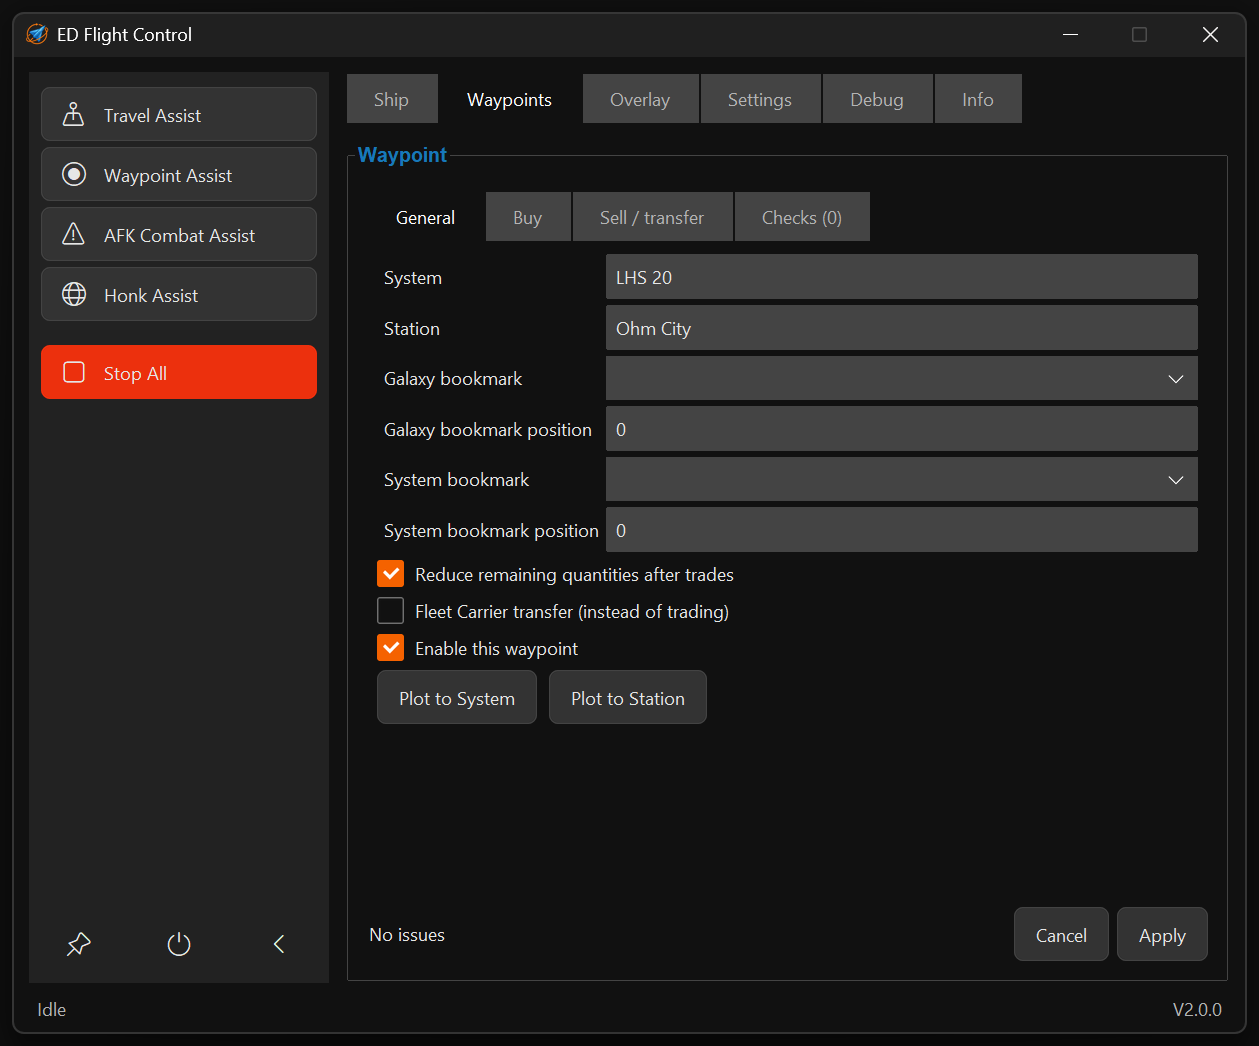 ED Flight Control
Travel Assist
Waypoint Assist
AFK Combat Assist
Honk Assist
Stop All
Ship
Waypoints
Overlay
Settings
Debug
Info
Waypoint
General
Buy
Sell / transfer
Checks (0)
System
LHS 20
Station
Ohm City
Galaxy bookmark
Galaxy bookmark position
0
System bookmark
System bookmark position
0
Reduce remaining quantities after trades
Fleet Carrier transfer (instead of trading)
Enable this waypoint
Plot to System
Plot to Station
No issues
Cancel
Apply
Idle
V2.0.0